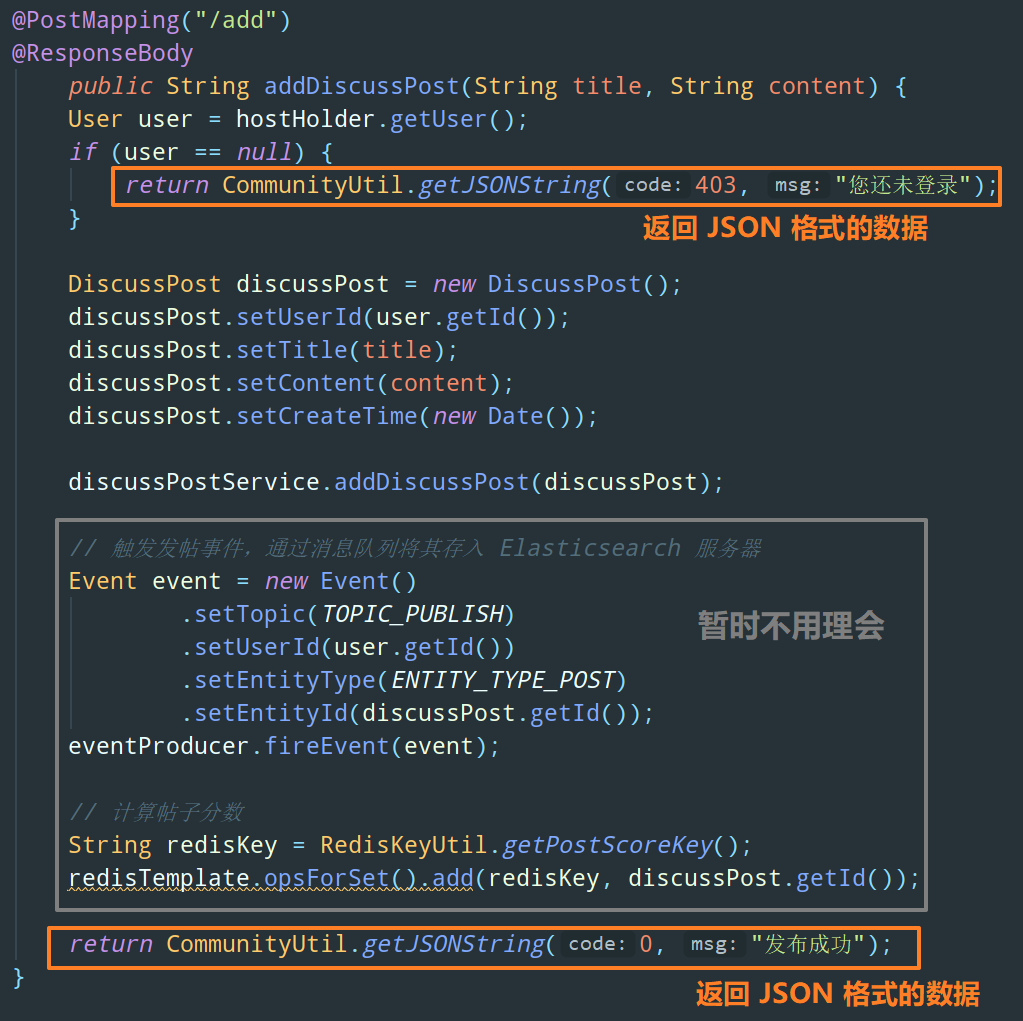 @PostMapping("/add")
@ResponseBody
public String addDiscussPost(String title, String content) {
User user = hostHolder.getUser();
if (user == null) {
return CommunityUtil.getJSONString( code: 403, msg: "您还未登录");
}
返回 JSON 格式的数据
DiscussPost discussPost = new DiscussPost();
discussPost.setUserId(user.getId());
discussPost.setTitle(title);
discussPost.setContent(content);
discussPost.setCreateTime(new Date());
discussPostService.addDiscussPost(discussPost);
// 触发发帖事件，通过消息队列将其存入 Elasticsearch 服务器
Event event = new Event()
.setTopic(TOPIC_PUBLISH)
暂时不用理会
.setUserId(user.getId())
.setEntityType(ENTITY_TYPE_POST)
.setEntityId(discussPost.getId());
eventProducer.fireEvent(event);
// 计算帖子分数
String redisKey = RedisKeyUtil.getPostScoreKey();
redisTemplate.opsForSet().add(redisKey, discussPost.getId());
return CommunityUtil.getJSONString( code: 0, msg: "发布成功");
}
返回 JSON 格式的数据